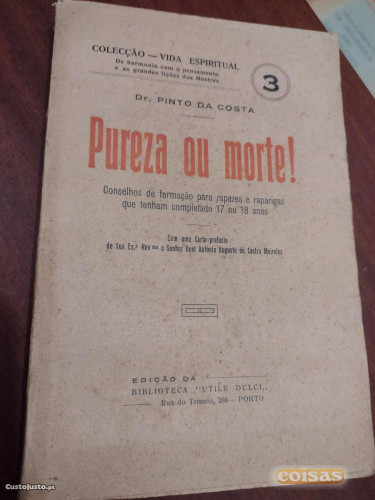 COLECÇÃO — VIDA ESPIRITUAL
De harmonia com o pensamento
e as grandes lições dos Mestres
3
Dr. PINTO DA COSTA
Pureza ou morte!
Conselhos de formação para rapazes e raparigas
que tenham completado 17 ou 18 anos
Com uma Carta-prefácio
de Sua Ex.ª Rev.ma o Senhor Dom António Augusto de Castro Meireles
EDIÇÃO DA
BIBLIOTECA "UTILE DULCI,,
Rua do Triunfo, 286 — PORTO
CustoJusto.pt
coisas